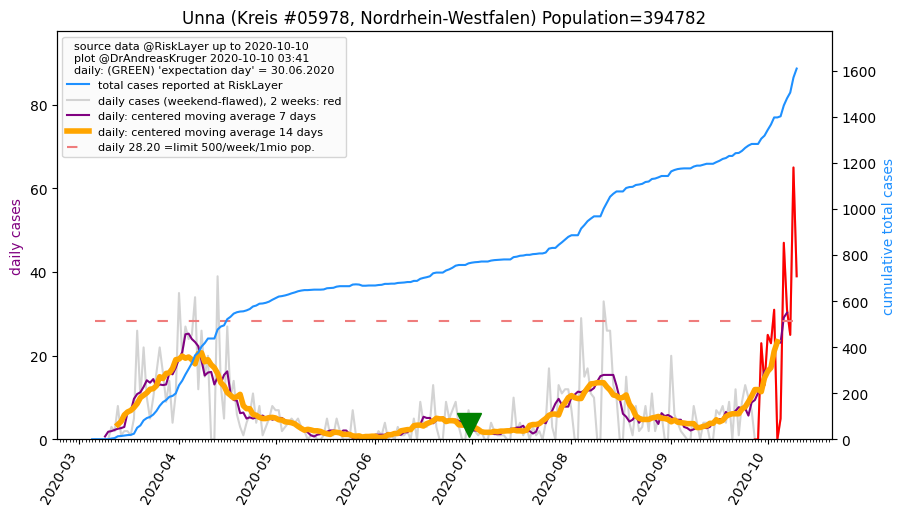 Unna (Kreis #05978, Nordrhein-Westfalen) Population=394782
source data @RiskLayer up to 2020-10-10
plot @DrAndreasKruger 2020-10-10 03:41
daily: (GREEN) 'expectation day' = 30.06.2020
total cases reported at RiskLayer
daily cases (weekend-flawed), 2 weeks: red
daily: centered moving average 7 days
daily: centered moving average 14 days
daily 28.20 =limit 500/week/1mio pop.
daily cases
80
60
40
20
0
cumulative total cases
1600
1400
1200
1000
800
600
400
200
0
2020-03
2020-04
2020-05
2020-06
2020-07
2020-08
2020-09
2020-10